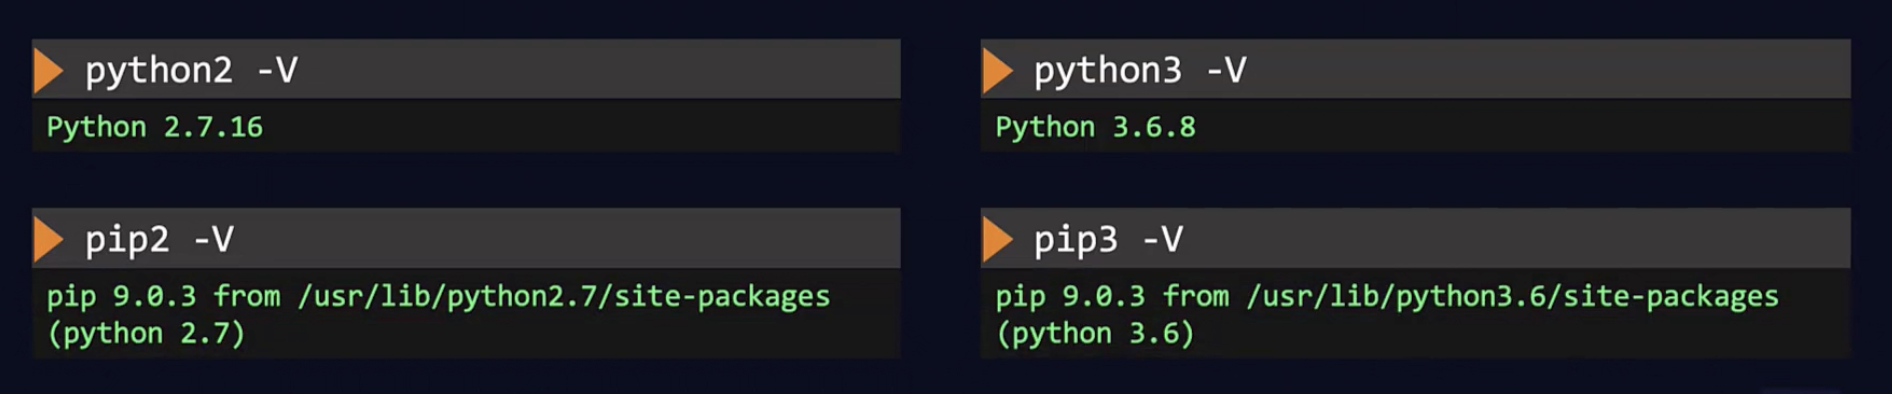 python2 -V
Python 2.7.16
python3 -V
Python 3.6.8
pip2 -V
pip 9.0.3 from /usr/lib/python2.7/site-packages
(python 2.7)
pip3 -V
pip 9.0.3 from /usr/lib/python3.6/site-packages
(python 3.6)